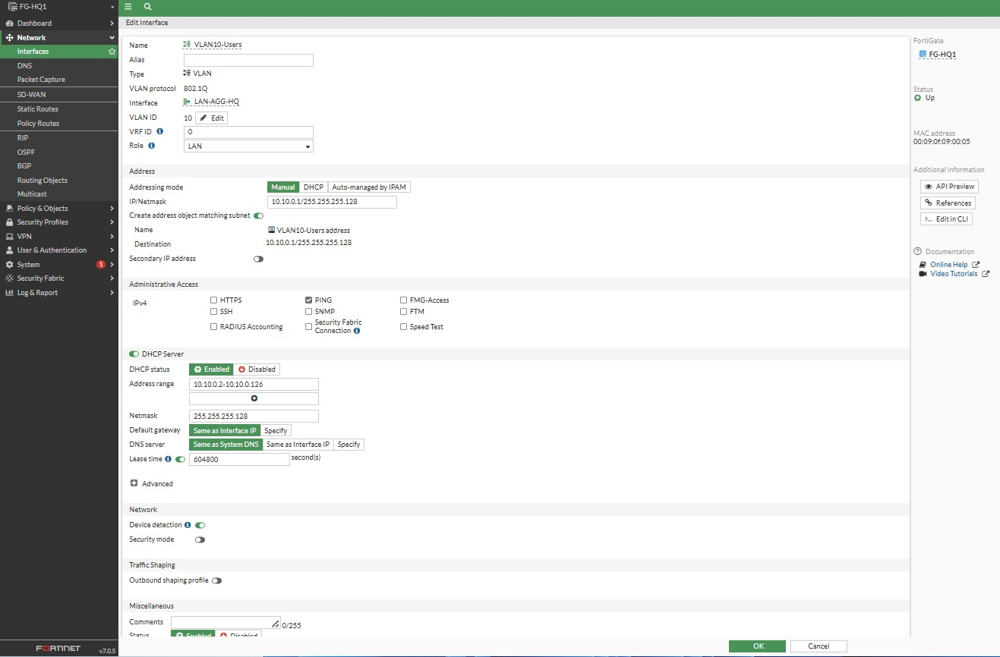 FG-HQ1
Dashboard
Network
Interfaces
DNS
Packet Capture
SD-WAN
Static Routes
Policy Routes
RIP
OSPF
BGP
Routing Objects
Multicast
Policy & Objects
Security Profiles
VPN
User & Authentication
System 1
Security Fabric
Log & Report
FORTINET v7.0.5
Edit Interface
Name VLAN10-Users
Alias
Type VLAN
VLAN protocol 802.1Q
Interface LAN-AGG-HQ
VLAN ID 10 Edit
VRF ID 0
Role LAN
Address
Addressing mode Manual DHCP Auto-managed by IPAM
IP/Netmask 10.10.0.1/255.255.255.128
Create address object matching subnet
Name VLAN10-Users address
Destination 10.10.0.1/255.255.255.128
Secondary IP address
Administrative Access
IPv4
HTTPS PING FMG-Access
SSH SNMP FTM
RADIUS Accounting Security Fabric Connection Speed Test
DHCP Server
DHCP status Enabled Disabled
Address range 10.10.0.2-10.10.0.126
Netmask 255.255.255.128
Default gateway Same as Interface IP Specify
DNS server Same as System DNS Same as Interface IP Specify
Lease time 604800 second(s)
Advanced
Network
Device detection
Security mode
Traffic Shaping
Outbound shaping profile
Miscellaneous
Comments 0/255
Status Enabled Disabled
OK Cancel
FortiGate
FG-HQ1
Status
Up
MAC address
00:09:0f:09:00:05
Additional Information
API Preview
References
>_ Edit in CLI
Documentation
Online Help
Video Tutorials